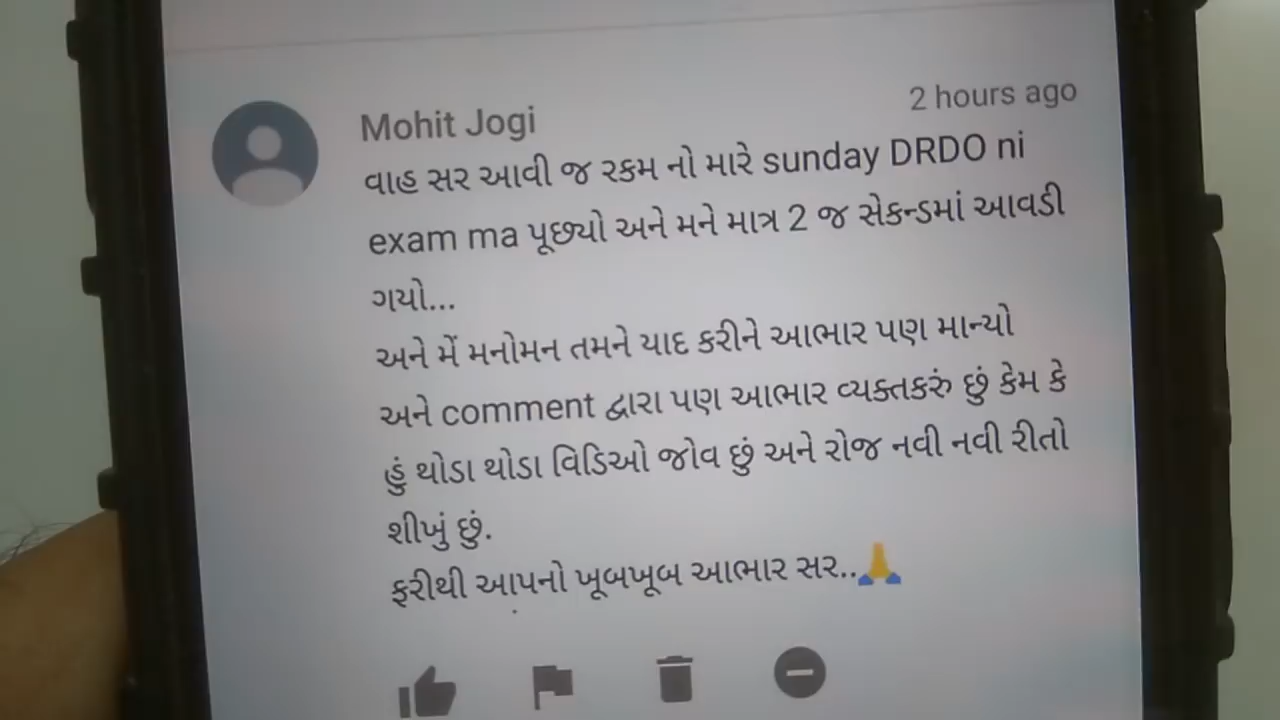 Mohit Jogi
2 hours ago
વાહ સર આવી જ રકમ નો મારે sunday DRDO ni
exam ma પૂછ્યો અને મને માત્ર 2 જ સેકન્ડમાં આવડી
ગયો...
અને મેં મનોમન તમને યાદ કરીને આભાર પણ માન્યો
અને comment દ્વારા પણ આભાર વ્યક્તકરું છું કેમ કે
હું થોડા થોડા વિડિઓ જોવ છું અને રોજ નવી નવી રીતો
શીખું છું.
ફરીથી આપનો ખૂબખૂબ આભાર સર..🙏